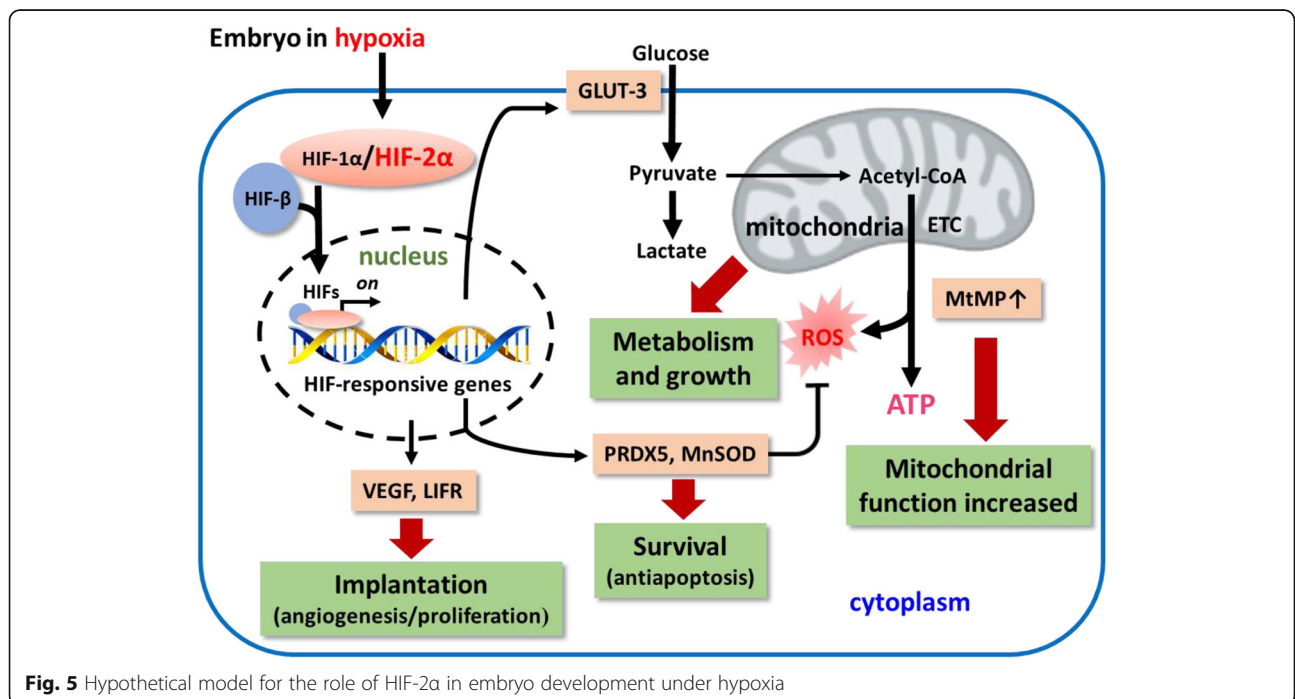 Embryo in hypoxia
Glucose
GLUT-3
HIF-1α/HIF-2α
HIF-β
Pyruvate
Acetyl-CoA
mitochondria
ETC
Lactate
nucleus
HIFs
on
MtMP↑
HIF-responsive genes
Metabolism
and growth
ROS
ATP
PRDX5, MnSOD
VEGF, LIFR
Mitochondrial
function increased
Survival
(antiapoptosis)
Implantation
(angiogenesis/proliferation)
cytoplasm
Fig. 5 Hypothetical model for the role of HIF-2α in embryo development under hypoxia